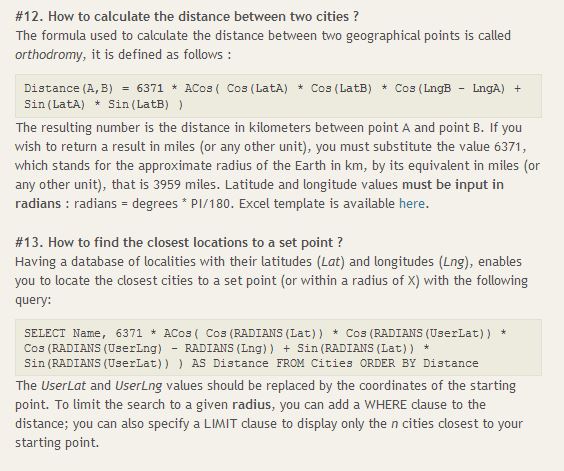 #12. How to calculate the distance between two cities ?
The formula used to calculate the distance between two geographical points is called
orthodromy, it is defined as follows :
Distance(A,B) = 6371 * ACos( Cos(LatA) * Cos(LatB) * Cos(LngB - LngA) +
Sin(LatA) * Sin(LatB) )
The resulting number is the distance in kilometers between point A and point B. If you
wish to return a result in miles (or any other unit), you must substitute the value 6371,
which stands for the approximate radius of the Earth in km, by its equivalent in miles (or
any other unit), that is 3959 miles. Latitude and longitude values must be input in
radians : radians = degrees * PI/180. Excel template is available here.
#13. How to find the closest locations to a set point ?
Having a database of localities with their latitudes (Lat) and longitudes (Lng), enables
you to locate the closest cities to a set point (or within a radius of X) with the following
query:
SELECT Name, 6371 * ACos( Cos(RADIANS(Lat)) * Cos(RADIANS(UserLat)) *
Cos(RADIANS(UserLng) - RADIANS(Lng)) + Sin(RADIANS(Lat)) *
Sin(RADIANS(UserLat)) ) AS Distance FROM Cities ORDER BY Distance
The UserLat and UserLng values should be replaced by the coordinates of the starting
point. To limit the search to a given radius, you can add a WHERE clause to the
distance; you can also specify a LIMIT clause to display only the n cities closest to your
starting point.